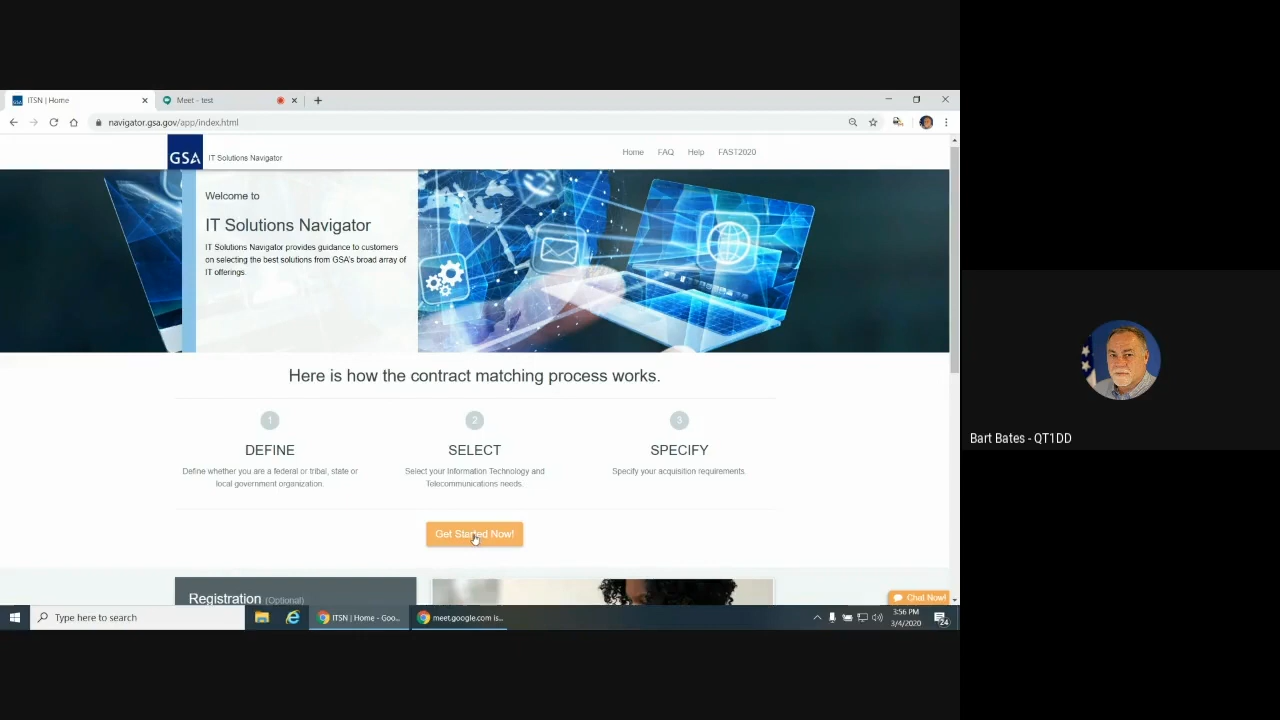 ITSN | Home
Meet - test
navigator.gsa.gov/app/index.html
GSA
IT Solutions Navigator
Home
FAQ
Help
FAST2020
Welcome to
IT Solutions Navigator
IT Solutions Navigator provides guidance to customers
on selecting the best solutions from GSA's broad array of
IT offerings.
Here is how the contract matching process works.
1
DEFINE
Define whether you are a federal or tribal, state or
local government organization.
2
SELECT
Select your Information Technology and
Telecommunications needs.
3
SPECIFY
Specify your acquisition requirements.
Get Started Now!
Registration (Optional)
Chat Now!
Type here to search
ITSN | Home - Goo...
meet.google.com is...
3:56 PM
3/4/2020
24
Bart Bates - QT1DD